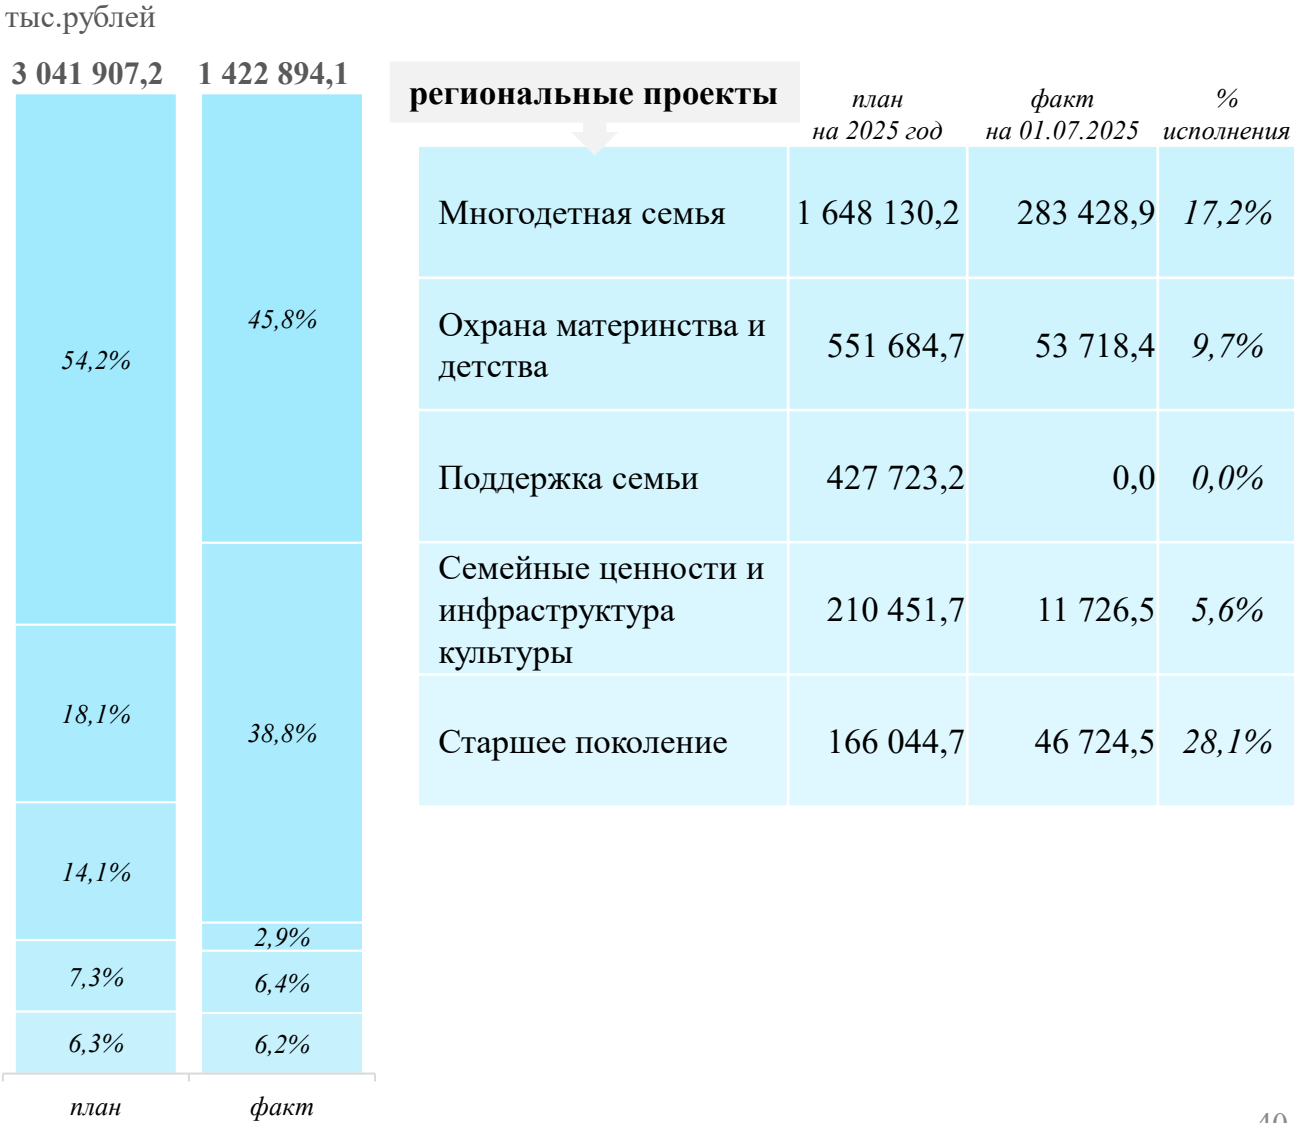 тыс.рублей
3 041 907,2 1 422 894,1
54,2%
18,1%
14,1%
7,3%
6,3%
45,8%
38,8%
2,9%
6,4%
6,2%
план факт
региональные проекты
план
на 2025 год
факт
на 01.07.2025
%
исполнения
Многодетная семья 1 648 130,2 283 428,9 17,2%
Охрана материнства и
детства
551 684,7 53 718,4 9,7%
Поддержка семьи 427 723,2 0,0 0,0%
Семейные ценности и
инфраструктура
культуры
210 451,7 11 726,5 5,6%
Старшее поколение 166 044,7 46 724,5 28,1%